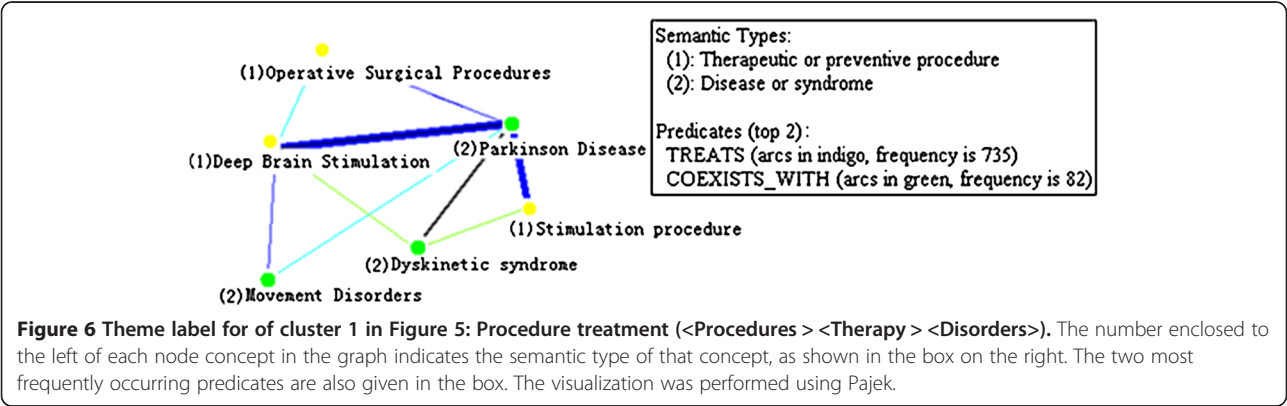 (1)Operative Surgical Procedures
(1)Deep Brain Stimulation
(2)Parkinson Disease
(1)Stimulation procedure
(2)Dyskinetic syndrome
(2)Movement Disorders
Semantic Types:
(1): Therapeutic or preventive procedure
(2): Disease or syndrome
Predicates (top 2):
TREATS (arcs in indigo, frequency is 735)
COEXISTS_WITH (arcs in green, frequency is 82)
Figure 6 Theme label for of cluster 1 in Figure 5: Procedure treatment (<Procedures > <Therapy > <Disorders>). The number enclosed to
the left of each node concept in the graph indicates the semantic type of that concept, as shown in the box on the right. The two most
frequently occurring predicates are also given in the box. The visualization was performed using Pajek.